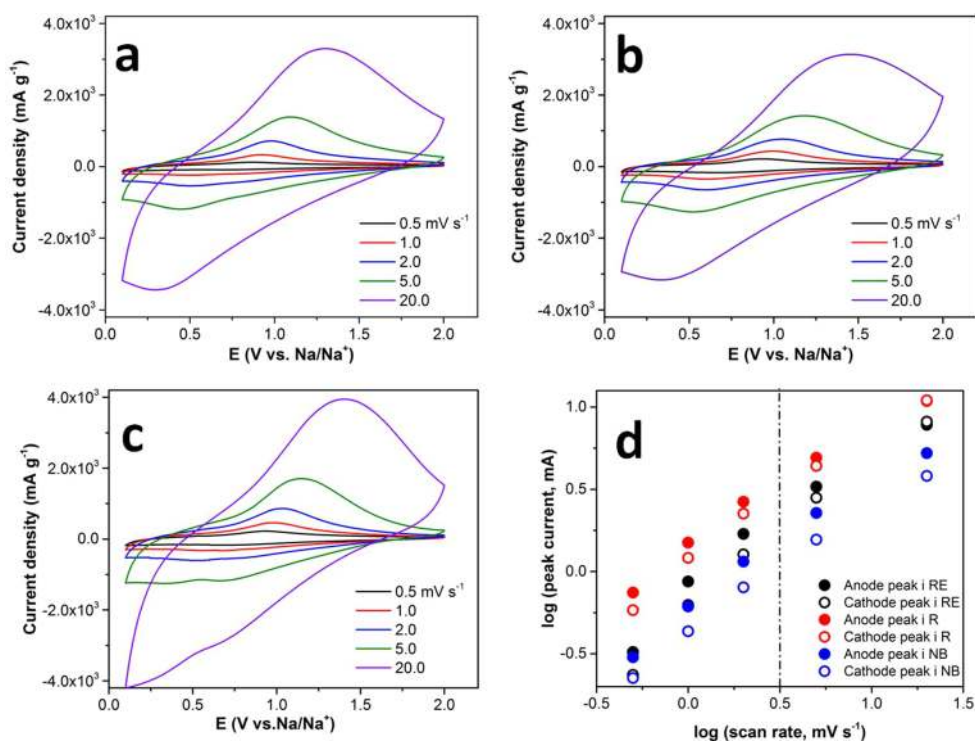 a
Current density (mA g⁻¹)
4.0x10³
2.0x10³
0.0
-2.0x10³
-4.0x10³
0.5 mV s⁻¹
1.0
2.0
5.0
20.0
0.0 0.5 1.0 1.5 2.0
E (V vs. Na/Na⁺)
b
Current density (mA g⁻¹)
4.0x10³
2.0x10³
0.0
-2.0x10³
-4.0x10³
0.5 mV s⁻¹
1.0
2.0
5.0
20.0
0.0 0.5 1.0 1.5 2.0
E (V vs. Na/Na⁺)
c
Current density (mA g⁻¹)
4.0x10³
2.0x10³
0.0
-2.0x10³
-4.0x10³
0.5 mV s⁻¹
1.0
2.0
5.0
20.0
0.0 0.5 1.0 1.5 2.0
E (V vs.Na/Na⁺)
d
log (peak current, mA)
1.0
0.5
0.0
-0.5
Anode peak i RE
Cathode peak i RE
Anode peak i R
Cathode peak i R
Anode peak i NB
Cathode peak i NB
-0.5 0.0 0.5 1.0 1.5
log (scan rate, mV s⁻¹)